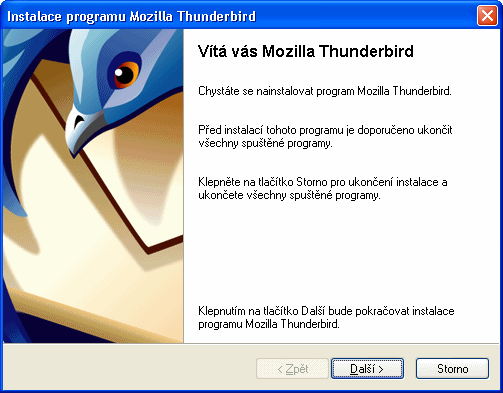 Instalace programu Mozilla Thunderbird
Vítá vás Mozilla Thunderbird
Chystáte se nainstalovat program Mozilla Thunderbird.
Před instalací tohoto programu je doporučeno ukončit
všechny spuštěné programy.
Klepněte na tlačítko Storno pro ukončení instalace a
ukončete všechny spuštěné programy.
Klepnutím na tlačítko Další bude pokračovat instalace
programu Mozilla Thunderbird.
< Zpět
Další >
Storno